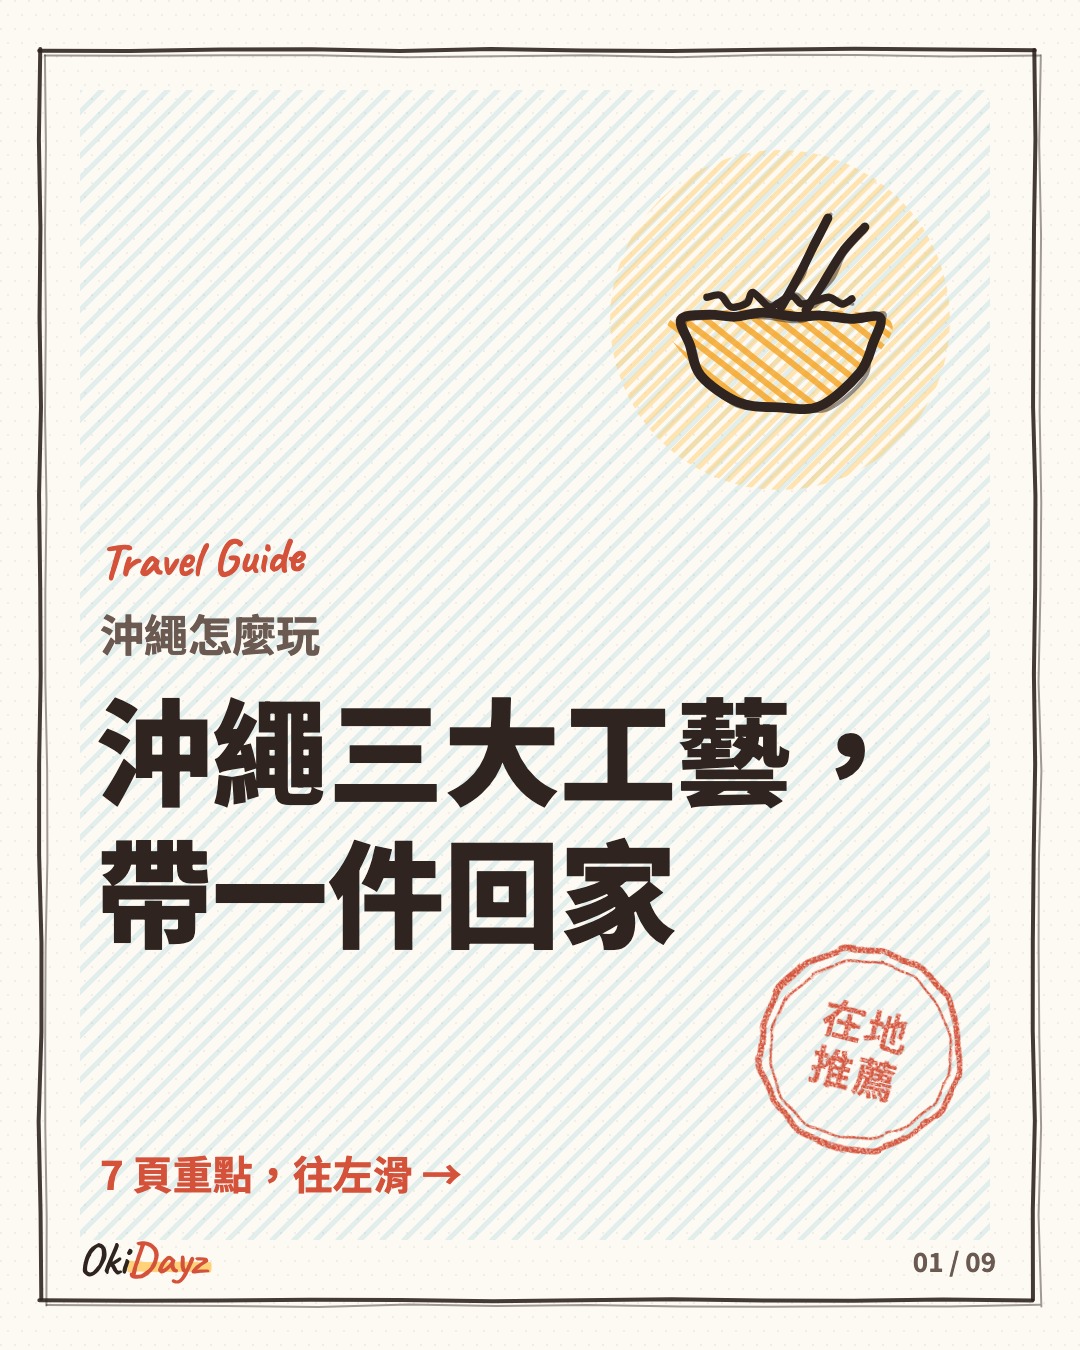 Travel Guide
沖繩怎麼玩
沖繩三大工藝，
帶一件回家
在地
推薦
7 頁重點，往左滑 →
OkiDayz
01 / 09